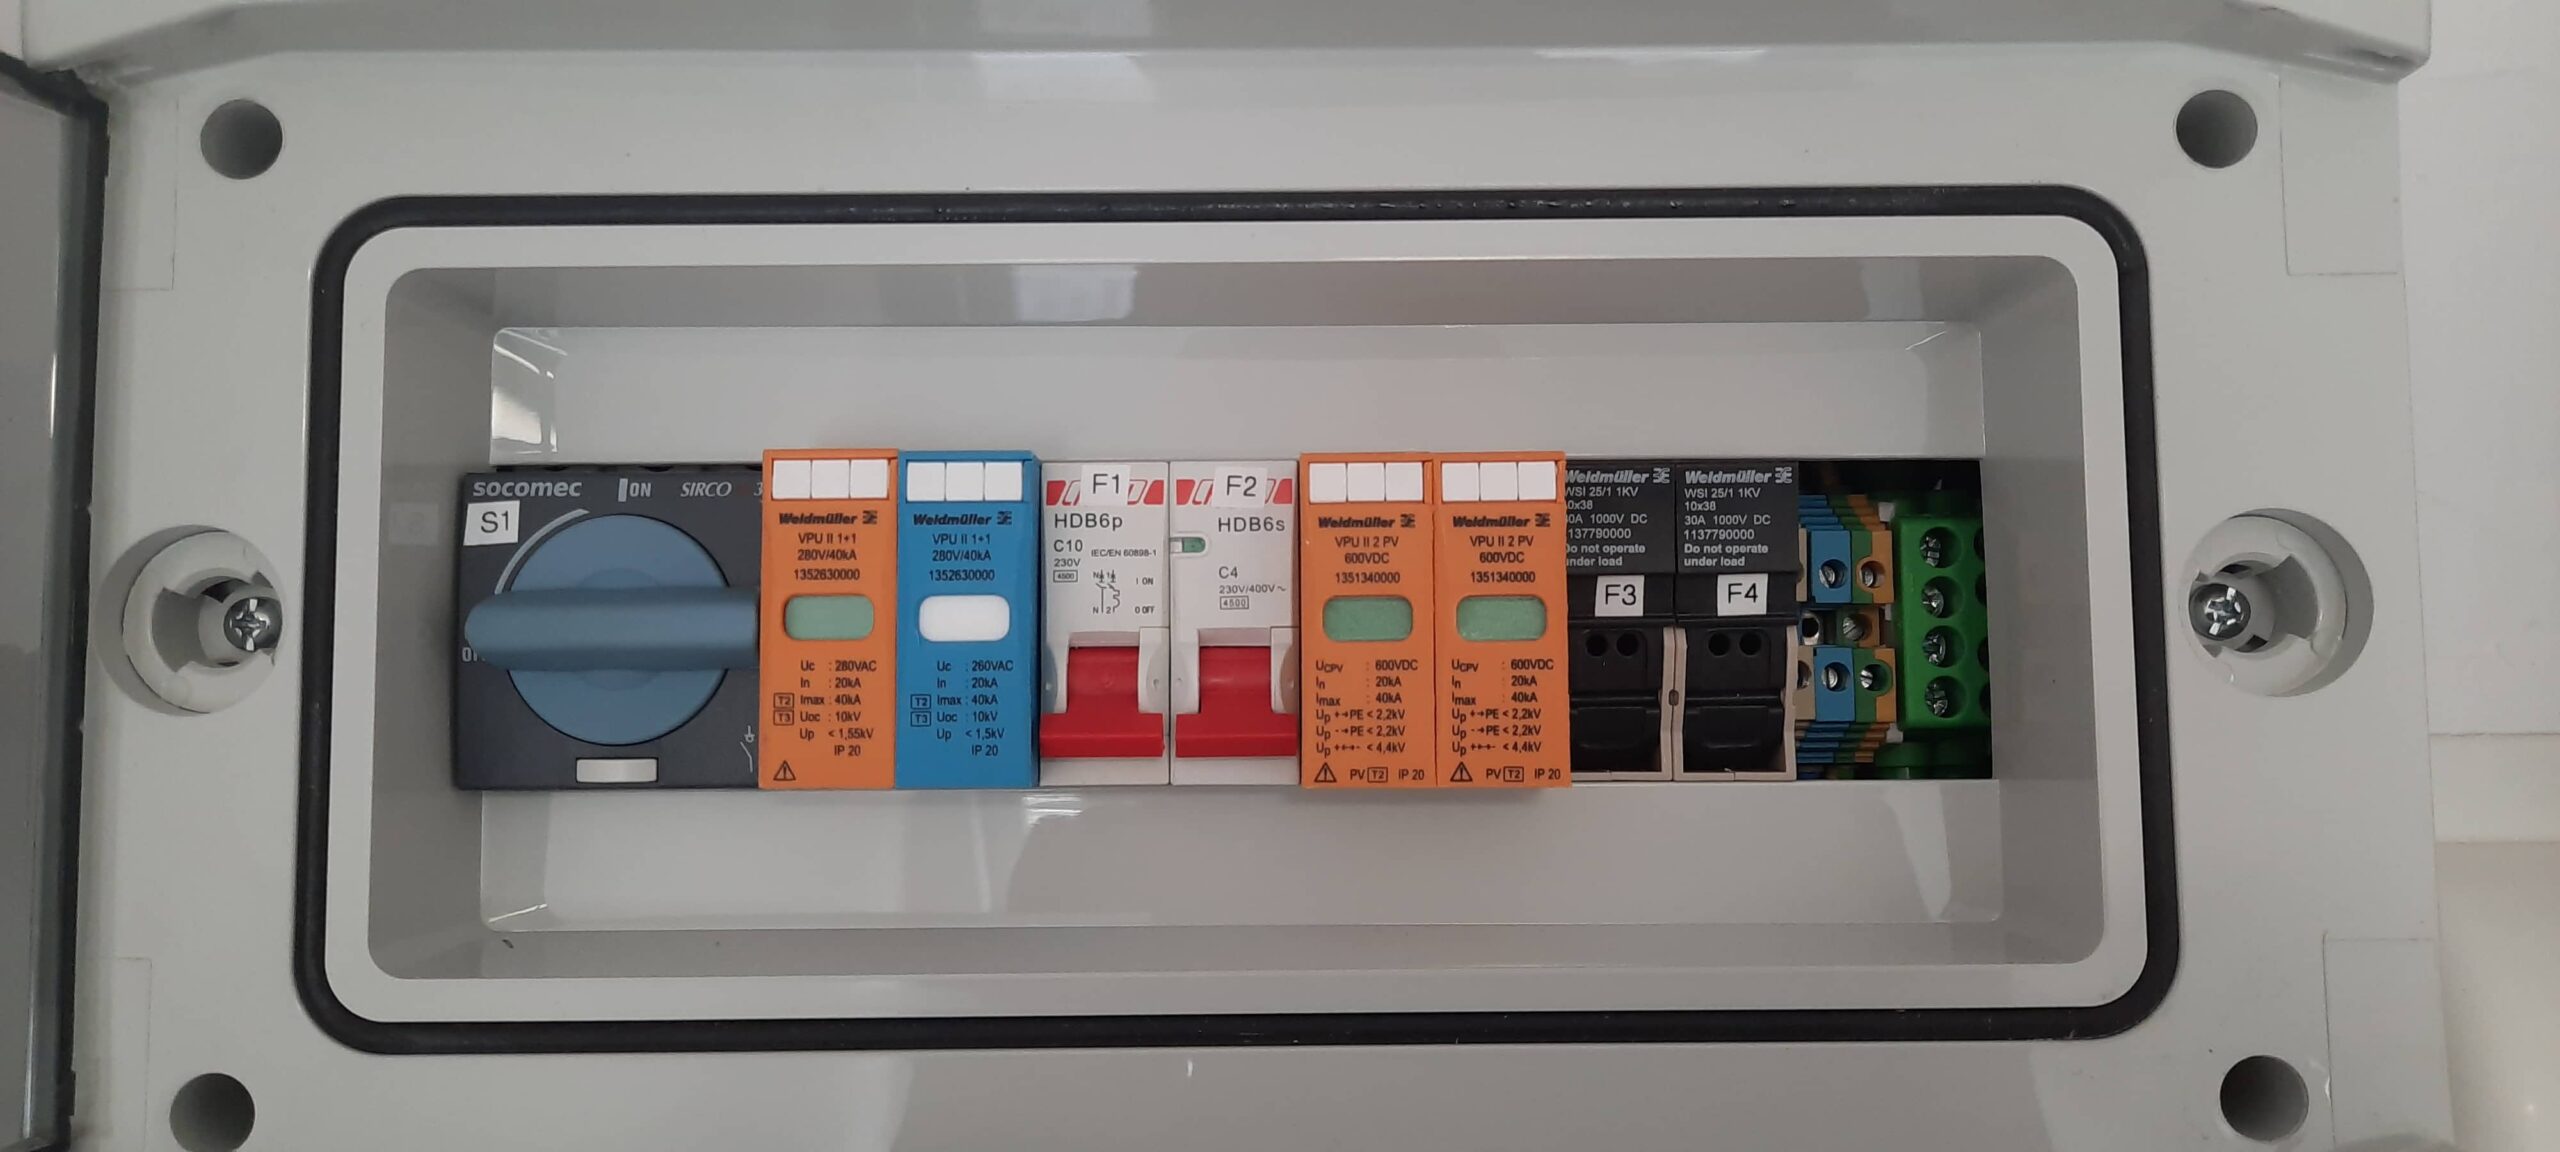 socomec
ON
SIRCO
S1
Weidmüller
VPU II 1+1
280V/40kA
1352630000
Uc : 280VAC
In : 20kA
T2 Imax : 40kA
T3 Uoc : 10kV
Up < 1,55kV
IP 20
Weidmüller
VPU II 1+1
280V/40kA
1352630000
Uc : 260VAC
In : 20kA
T2 Imax : 40kA
T3 Uoc : 10kV
Up < 1,5kV
IP 20
F1
HDB6p
C10
IEC/EN 60898-1
230V
4500
N 1
I ON
N 2
O OFF
F2
HDB6s
C4
230V/400V~
4500
Weidmüller
VPU II 2 PV
600VDC
1351340000
UCPV : 600VDC
In : 20kA
Imax : 40kA
Up +→PE < 2,2kV
Up -→PE < 2,2kV
Up +←- < 4,4kV
PV T2 IP 20
Weidmüller
VPU II 2 PV
600VDC
1351340000
UCPV : 600VDC
In : 20kA
Imax : 40kA
Up +→PE < 2,2kV
Up -→PE < 2,2kV
Up +←- < 4,4kV
PV T2 IP 20
Weidmüller
WSI 25/1 1KV
0x38
0A 1000V DC
137790000
Do not operate
under load
F3
Weidmüller
WSI 25/1 1KV
10x38
30A 1000V DC
1137790000
Do not operate
under load
F4